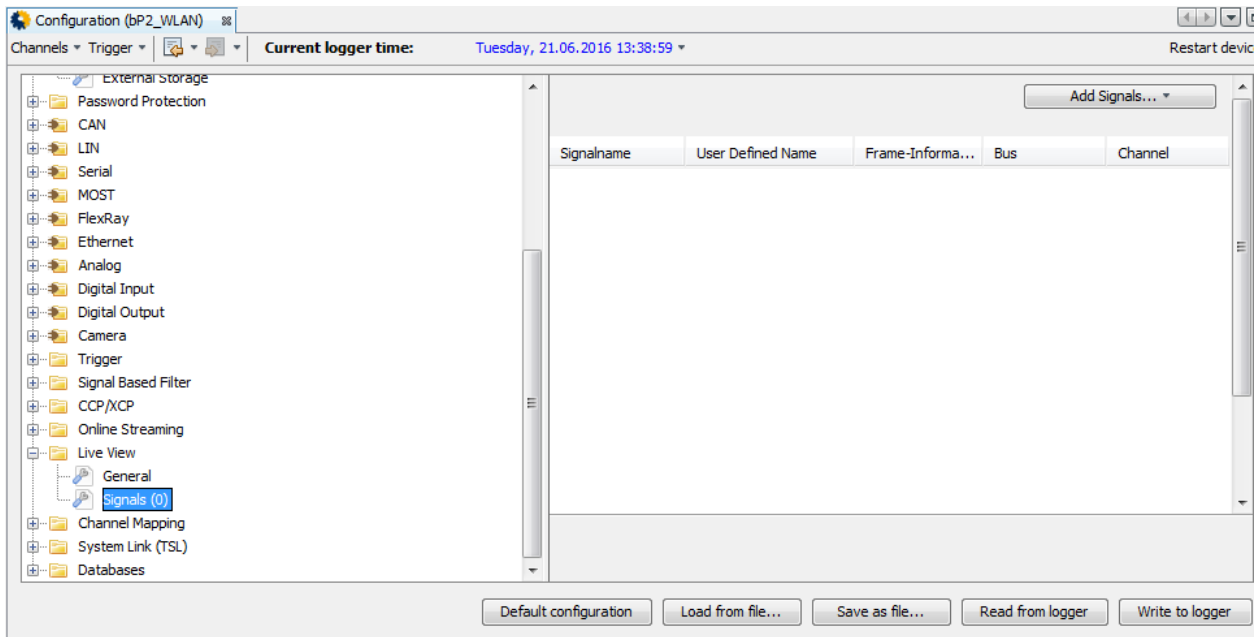 Configuration (bP2_WLAN)
Channels Trigger Current logger time: Tuesday, 21.06.2016 13:38:59 Restart devic
External Storage
Password Protection
CAN
LIN
Serial
MOST
FlexRay
Ethernet
Analog
Digital Input
Digital Output
Camera
Trigger
Signal Based Filter
CCP/XCP
Online Streaming
Live View
General
Signals (0)
Channel Mapping
System Link (TSL)
Databases
Add Signals...
Signalname User Defined Name Frame-Informa... Bus Channel
Default configuration Load from file... Save as file... Read from logger Write to logger